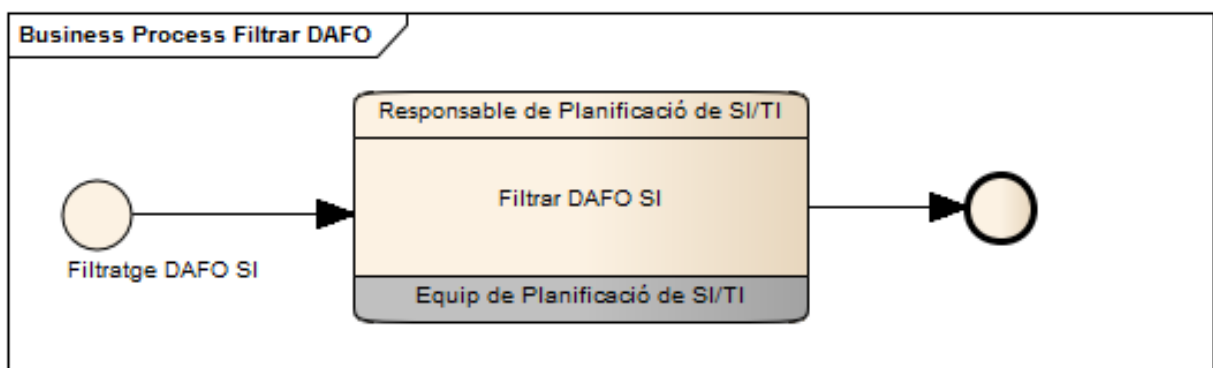 Business Process Filtrar DAFO
Responsable de Planificació de SI/TI
Filtrar DAFO SI
Filtratge DAFO SI
Equip de Planificació de SI/TI